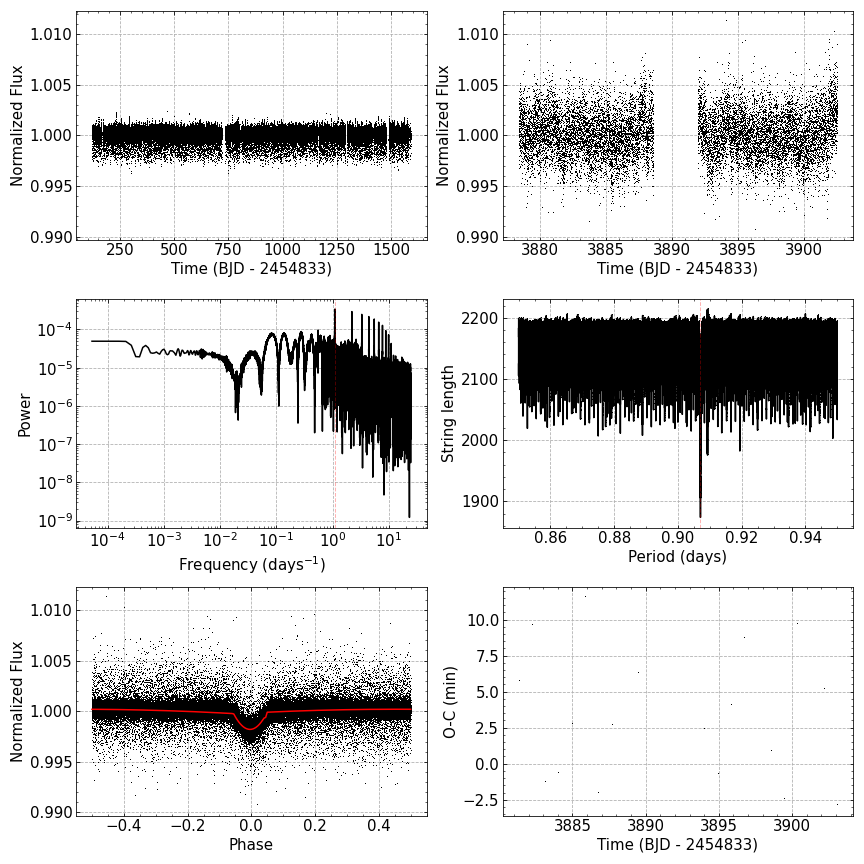 1.010
1.005
1.000
0.995
0.990
Normalized Flux
250 500 750 1000 1250 1500
Time (BJD - 2454833)
1.010
1.005
1.000
0.995
0.990
Normalized Flux
3880 3885 3890 3895 3900
Time (BJD - 2454833)
10⁻⁴
10⁻⁵
10⁻⁶
10⁻⁷
10⁻⁸
10⁻⁹
Power
10⁻⁴ 10⁻³ 10⁻² 10⁻¹ 10⁰ 10¹
Frequency (days⁻¹)
2200
2100
2000
1900
String length
0.86 0.88 0.90 0.92 0.94
Period (days)
1.010
1.005
1.000
0.995
0.990
Normalized Flux
−0.4 −0.2 0.0 0.2 0.4
Phase
10.0
7.5
5.0
2.5
0.0
−2.5
O-C (min)
3885 3890 3895 3900
Time (BJD - 2454833)